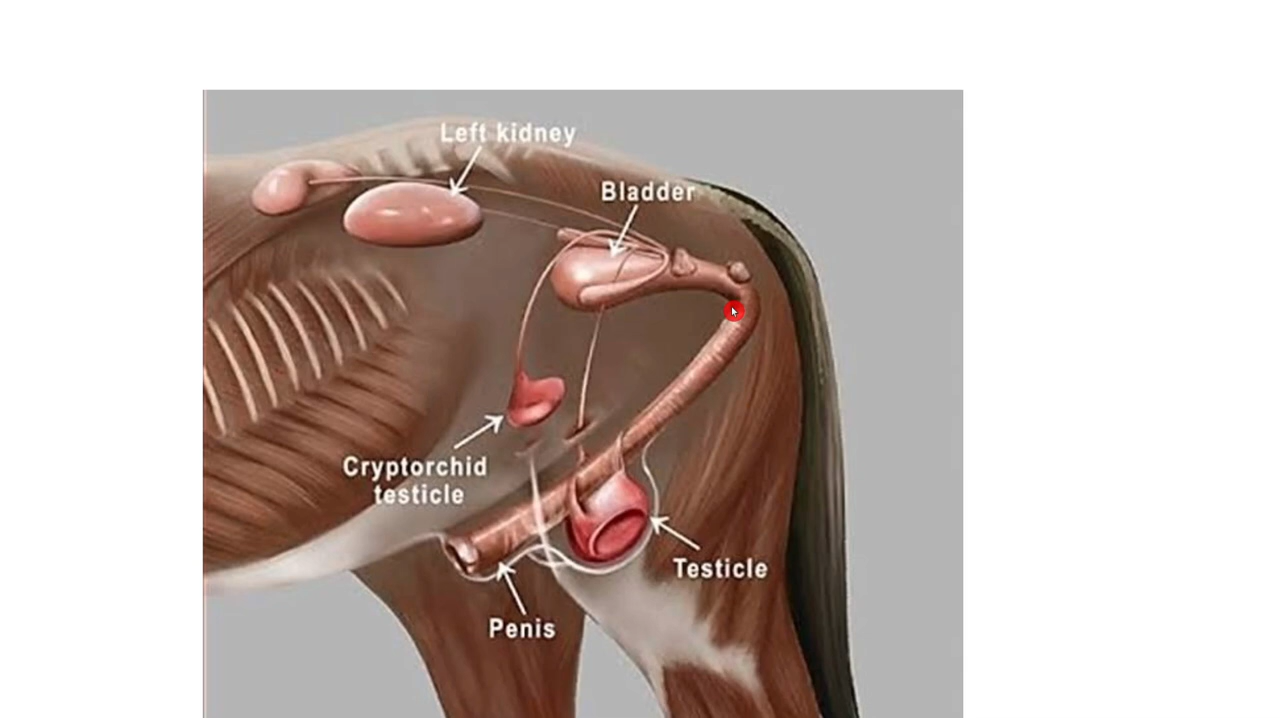 Left kidney
Bladder
Cryptorchid
testicle
Testicle
Penis